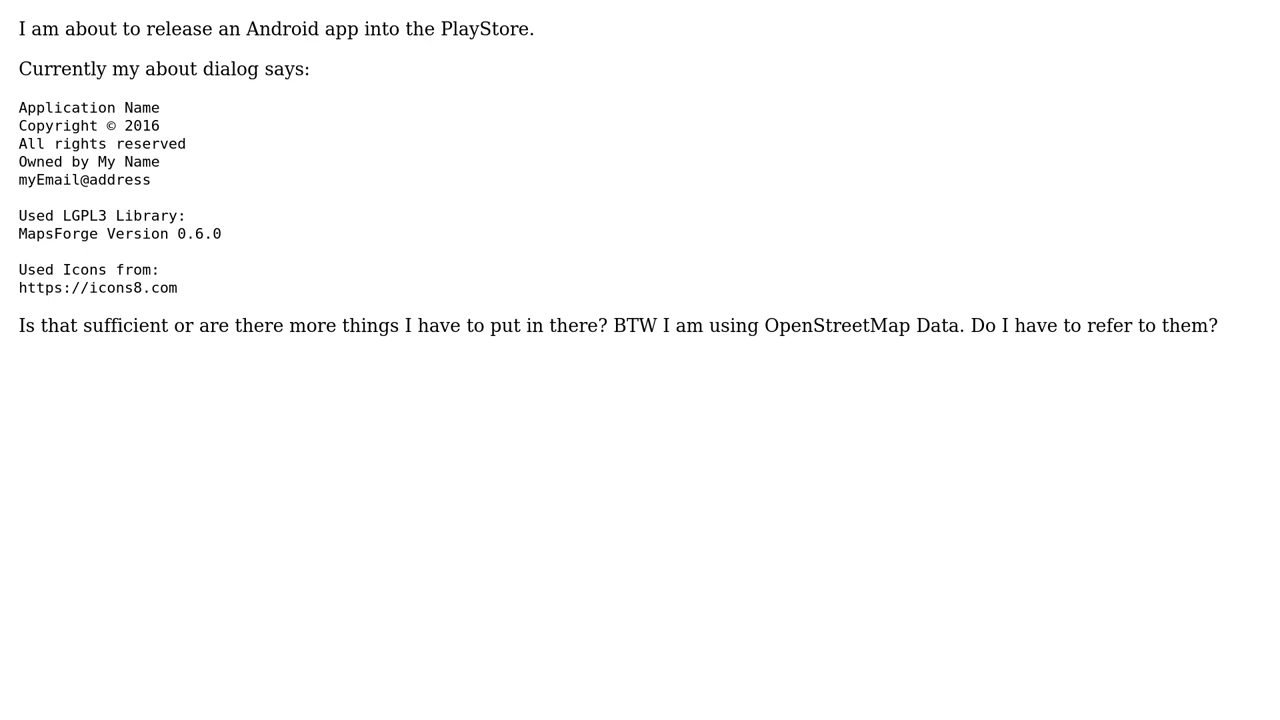 I am about to release an Android app into the PlayStore.
Currently my about dialog says:
Application Name
Copyright © 2016
All rights reserved
Owned by My Name
myEmail@address
Used LGPL3 Library:
MapsForge Version 0.6.0
Used Icons from:
https://icons8.com
Is that sufficient or are there more things I have to put in there? BTW I am using OpenStreetMap Data. Do I have to refer to them?